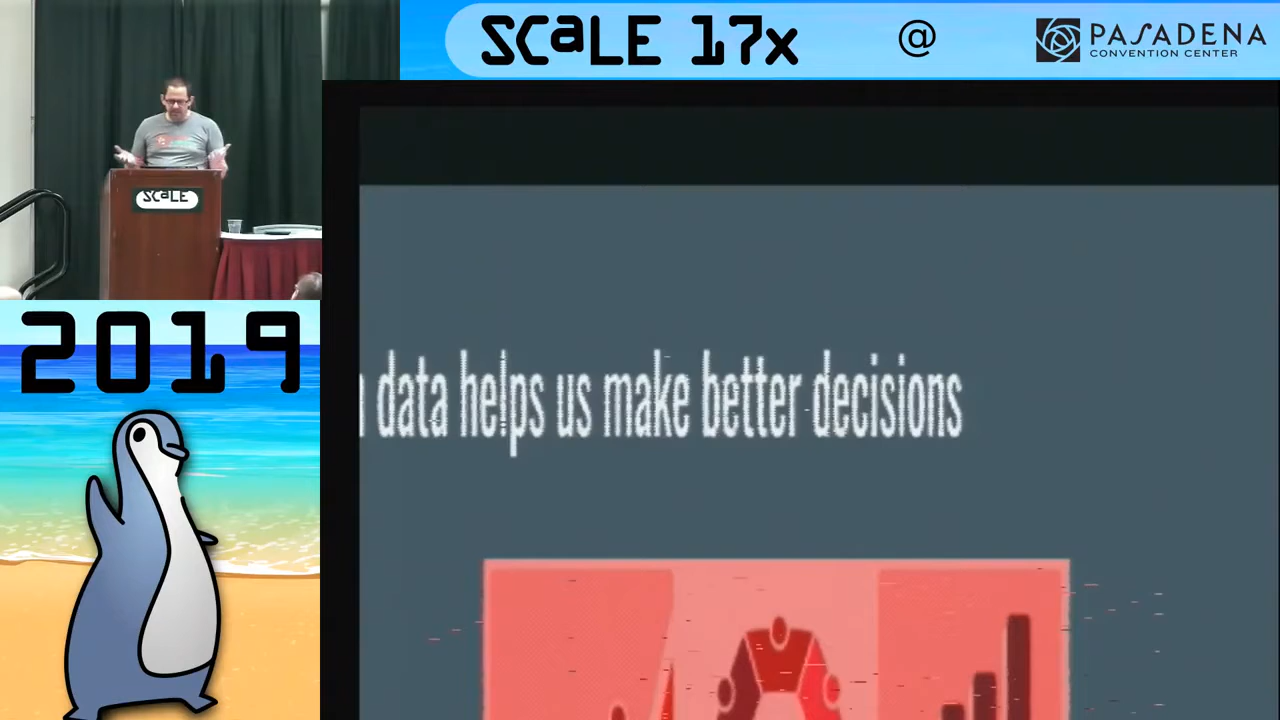 SCaLE 17x
@
PASADENA
CONVENTION CENTER
SCaLE
2019
data helps us make better decisions